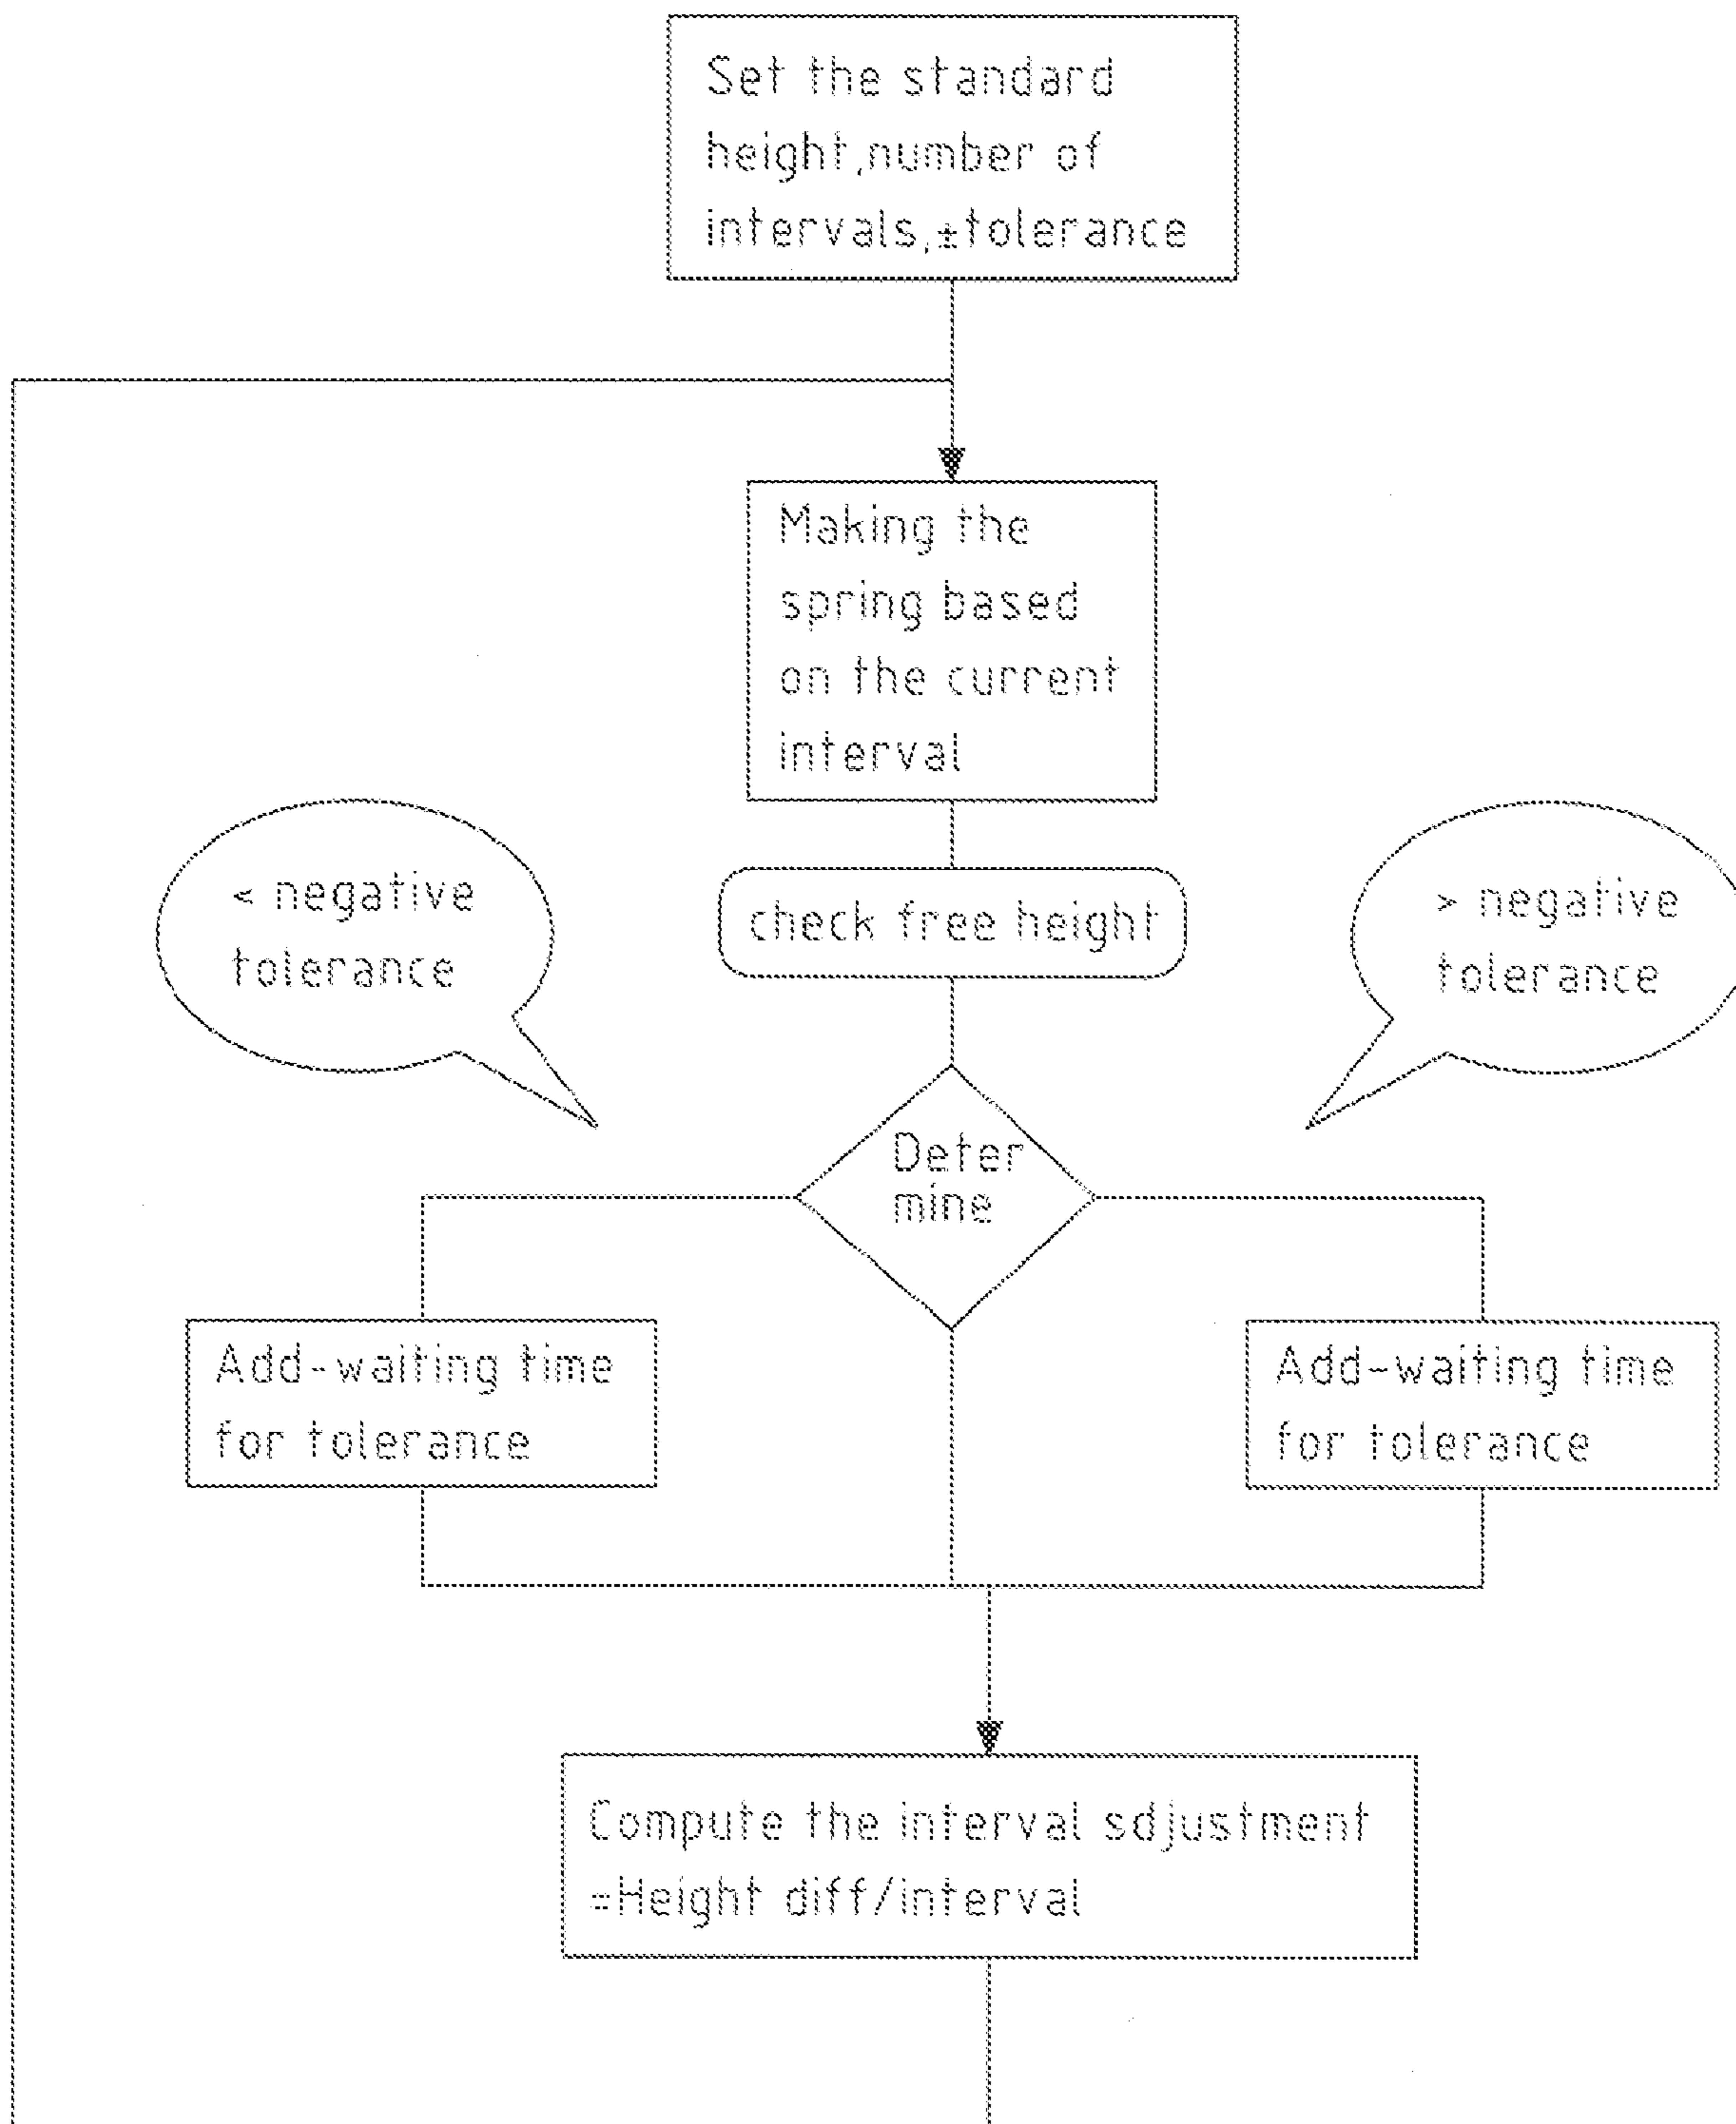 Set the standard
height,number of
intervals,±tolerance
Making the
spring based
on the current
interval
< negative
tolerance
check free height
> negative
tolerance
Deter
mine
Add-waiting time
for tolerance
Add-waiting time
for tolerance
Compute the interval sdjustment
=Height diff/interval